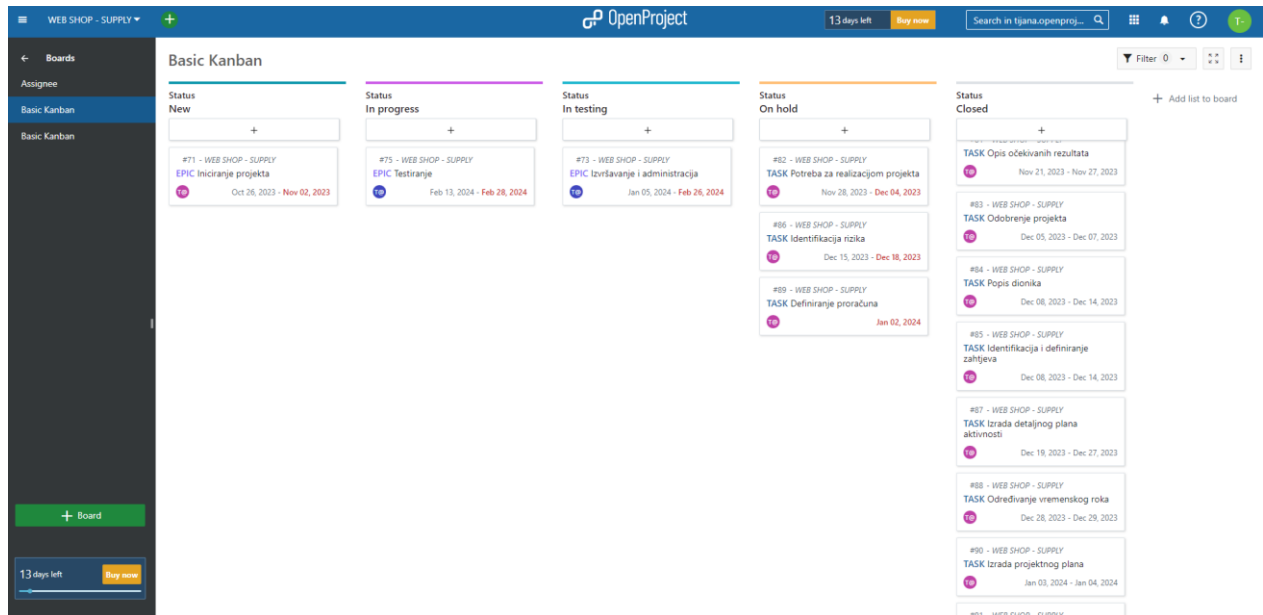 WEB SHOP - SUPPLY
OpenProject
13 days left
Buy now
Search in tijana.openproj...
?
T-
Boards
Assignee
Basic Kanban
Basic Kanban
+ Board
13 days left
Buy now
Basic Kanban
Filter 0
Status
New
+
#71 - WEB SHOP - SUPPLY
EPIC Iniciranje projekta
T@
Oct 26, 2023 - Nov 02, 2023
Status
In progress
+
#75 - WEB SHOP - SUPPLY
EPIC Testiranje
T@
Feb 13, 2024 - Feb 28, 2024
Status
In testing
+
#73 - WEB SHOP - SUPPLY
EPIC Izvršavanje i administracija
T@
Jan 05, 2024 - Feb 26, 2024
Status
On hold
+
#82 - WEB SHOP - SUPPLY
TASK Potreba za realizacijom projekta
T@
Nov 28, 2023 - Dec 04, 2023
#86 - WEB SHOP - SUPPLY
TASK Identifikacija rizika
T@
Dec 15, 2023 - Dec 18, 2023
#89 - WEB SHOP - SUPPLY
TASK Definiranje proračuna
T@
Jan 02, 2024
Status
Closed
+
TASK Opis očekivanih rezultata
T@
Nov 21, 2023 - Nov 27, 2023
#83 - WEB SHOP - SUPPLY
TASK Odobrenje projekta
T@
Dec 05, 2023 - Dec 07, 2023
#84 - WEB SHOP - SUPPLY
TASK Popis dionika
T@
Dec 08, 2023 - Dec 14, 2023
#85 - WEB SHOP - SUPPLY
TASK Identifikacija i definiranje
zahtjeva
T@
Dec 08, 2023 - Dec 14, 2023
#87 - WEB SHOP - SUPPLY
TASK Izrada detaljnog plana
aktivnosti
T@
Dec 19, 2023 - Dec 27, 2023
#88 - WEB SHOP - SUPPLY
TASK Određivanje vremenskog roka
T@
Dec 28, 2023 - Dec 29, 2023
#90 - WEB SHOP - SUPPLY
TASK Izrada projektnog plana
T@
Jan 03, 2024 - Jan 04, 2024
+ Add list to board